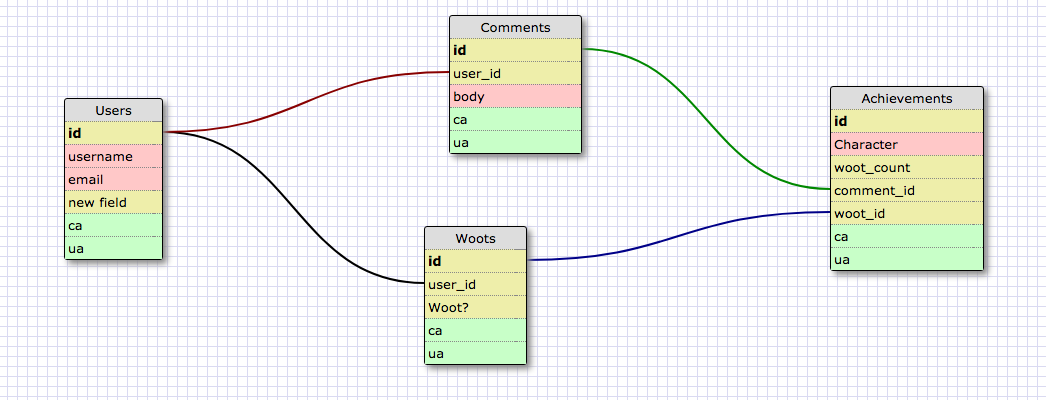 Users
id
username
email
new field
ca
ua
Comments
id
user_id
body
ca
ua
Woots
id
user_id
Woot?
ca
ua
Achievements
id
Character
woot_count
comment_id
woot_id
ca
ua